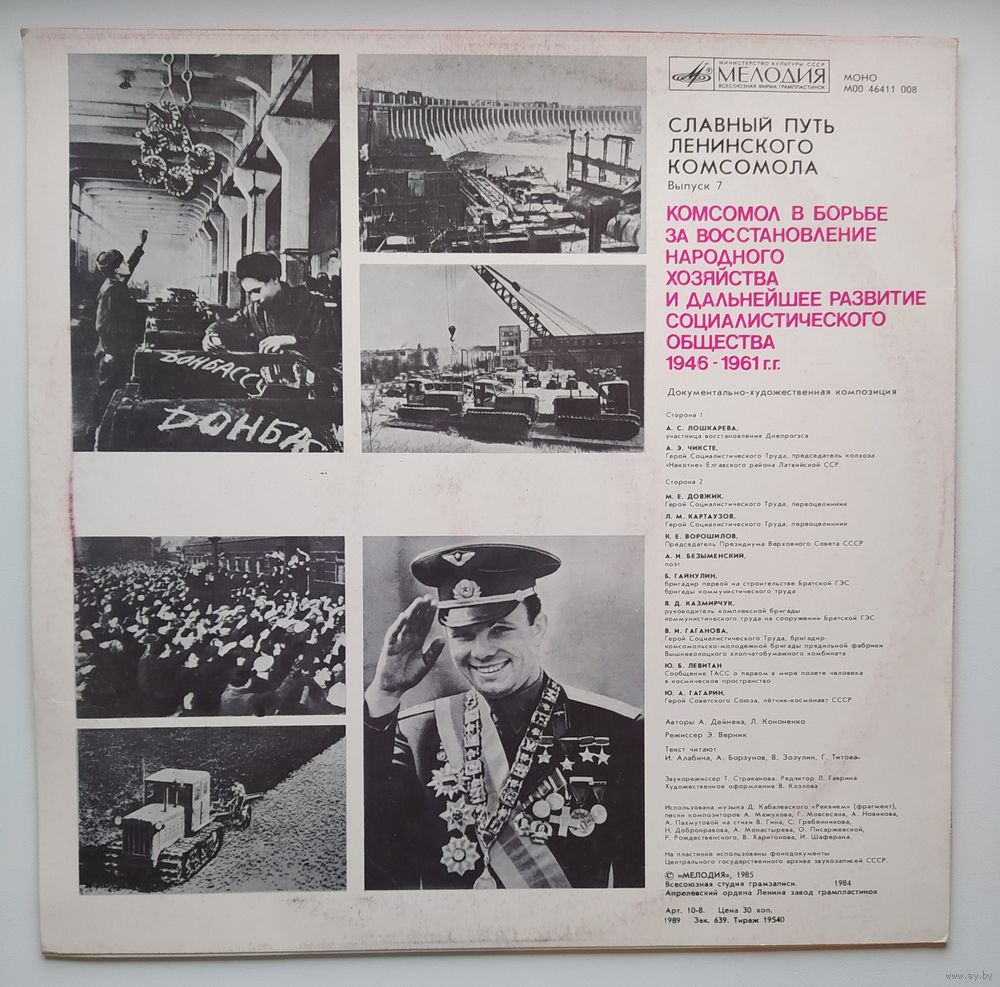 МИНИСТЕРСТВО КУЛЬТУРЫ СССР
МЕЛОДИЯ
ВСЕСОЮЗНАЯ ФИРМА ГРАМПЛАСТИНОК
МОНО
М00 46411 008
СЛАВНЫЙ ПУТЬ
ЛЕНИНСКОГО
КОМСОМОЛА
Выпуск 7
КОМСОМОЛ В БОРЬБЕ
ЗА ВОССТАНОВЛЕНИЕ
НАРОДНОГО
ХОЗЯЙСТВА
И ДАЛЬНЕЙШЕЕ РАЗВИТИЕ
СОЦИАЛИСТИЧЕСКОГО
ОБЩЕСТВА
1946 - 1961 г.г.
Документально-художественная композиция
Сторона 1
А. С. ЛОШКАРЕВА,
участница восстановления Днепрогэса
А. Э. ЧИКСТЕ,
Герой Социалистического Труда, председатель колхоза
«Накотне» Елгавского района Латвийской ССР
Сторона 2
М. Е. ДОВЖИК,
Герой Социалистического Труда, первоцелинник
Л. М. КАРТАУЗОВ,
Герой Социалистического Труда, первоцелинник
К. Е. ВОРОШИЛОВ,
Председатель Президиума Верховного Совета СССР
А. И. БЕЗЫМЕНСКИЙ,
поэт
Б. ГАЙНУЛИН,
бригадир первой на строительстве Братской ГЭС
бригады коммунистического труда
В. Д. КАЗМИРЧУК,
руководитель комплексной бригады
коммунистического труда на сооружении Братской ГЭС
В. И. ГАГАНОВА,
Герой Социалистического Труда, бригадир
комсомольско-молодежной бригады прядильной фабрики
Вышневолоцкого хлопчатобумажного комбината
Ю. Б. ЛЕВИТАН
Сообщение ТАСС о первом в мире полете человека
в космическое пространство
Ю. А. ГАГАРИН,
Герой Советского Союза, лётчик-космонавт СССР
Авторы А. Дейнека, Л. Кононенко
Режиссер Э. Верник
Текст читают
И. Алабина, А. Борзунов, В. Зозулин, Г. Титова
Звукорежиссер Т. Страканова. Редактор Л. Гаврина
Художественное оформление В. Козлова
Использована музыка Д. Кабалевского «Реквием» (фрагмент),
песни композиторов А. Мажукова, Г. Мовсесяна, А. Новикова,
А. Пахмутовой на стихи В. Гина, С. Гребенникова,
Н. Добронравова, А. Монастырева, О. Писаржевской,
Р. Рождественского, В. Харитонова, И. Шаферана.
На пластинке использованы фонодокументы
Центрального государственного архива звукозаписей СССР.
© «МЕЛОДИЯ», 1985
Всесоюзная студия грамзаписи. 1984
Апрелевский ордена Ленина завод грампластинок
Арт. 10-8. Цена 30 коп.
1989 Зак. 639. Тираж 19540
ДОНБАССУ
ДОНБА
www.ay.by